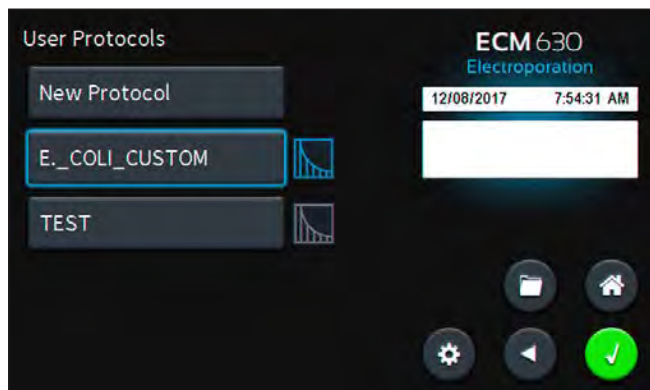 User Protocols
New Protocol
E._COLI_CUSTOM
TEST
ECM 630
Electroporation
12/08/2017 7:54:31 AM